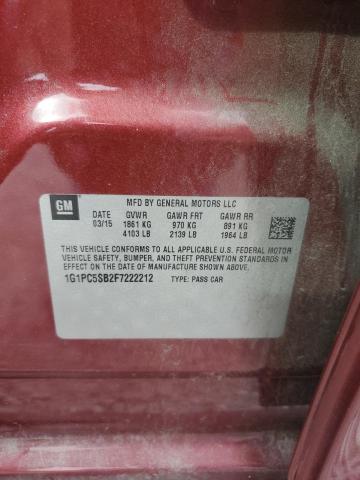 GM
MFD BY GENERAL MOTORS LLC
DATE GVWR GAWR FRT GAWR RR
03/15 1861 KG 970 KG 891 KG
4103 LB 2139 LB 1964 LB
THIS VEHICLE CONFORMS TO ALL APPLICABLE U.S. FEDERAL MOTOR
VEHICLE SAFETY, BUMPER, AND THEFT PREVENTION STANDARDS IN
EFFECT ON THE DATE OF MANUFACTURE SHOWN ABOVE.
1G1PC5SB2F7222212 TYPE: PASS CAR